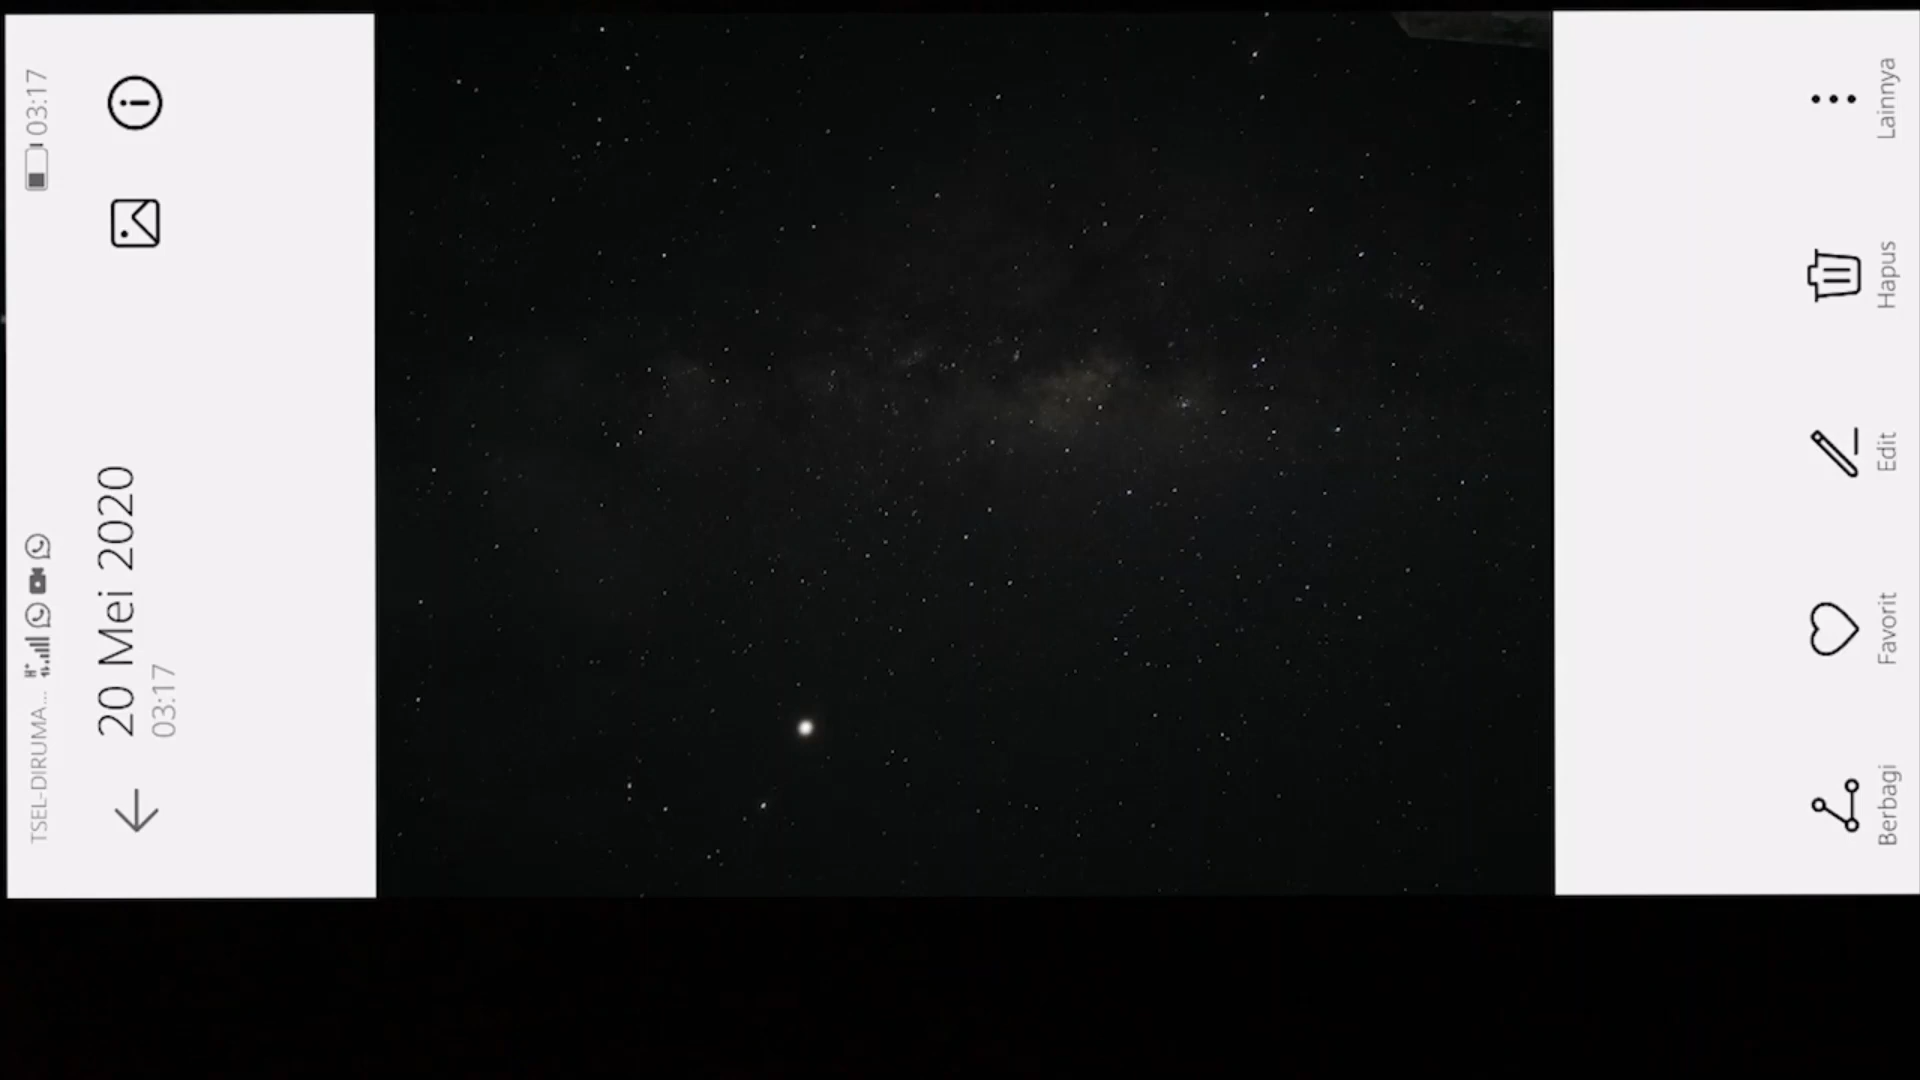 TSEL-DIRUMA... H+ 03:17
20 Mei 2020
03:17
Berbagi
Favorit
Edit
Hapus
Lainnya